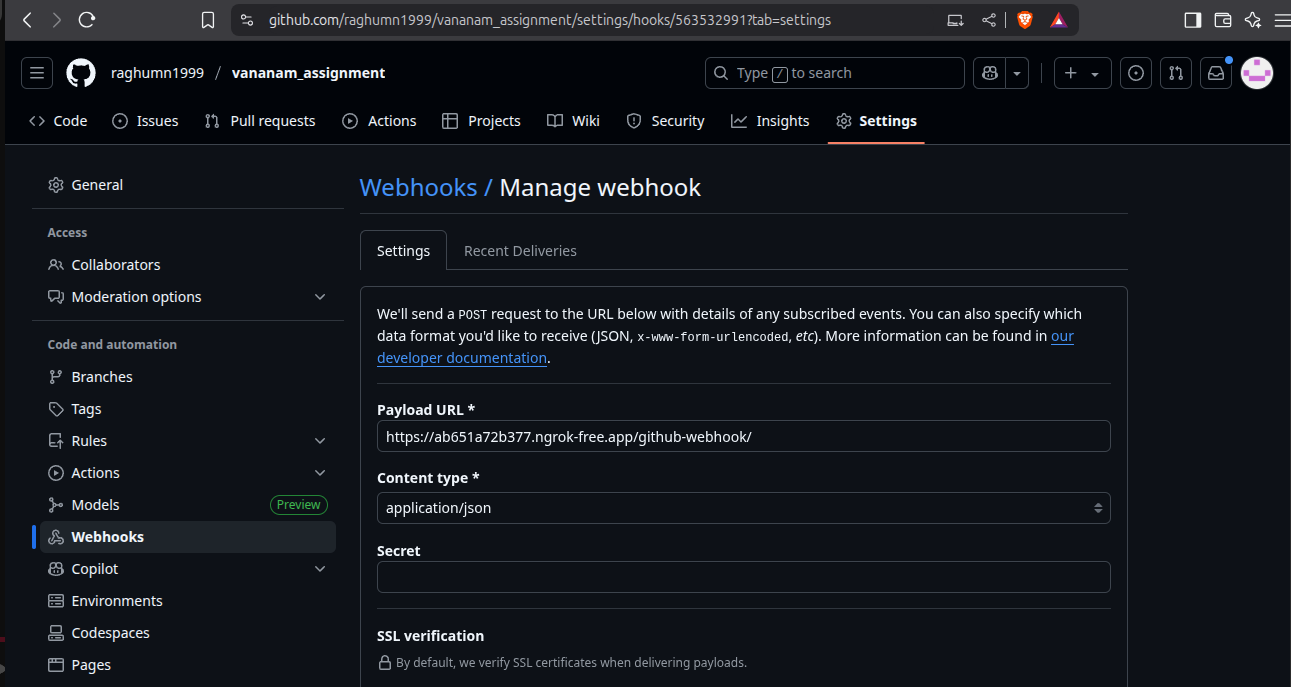 github.com/raghumn1999/vananam_assignment/settings/hooks/563532991?tab=settings
raghumn1999 / vananam_assignment
Type / to search
Code
Issues
Pull requests
Actions
Projects
Wiki
Security
Insights
Settings
General
Access
Collaborators
Moderation options
Code and automation
Branches
Tags
Rules
Actions
Models Preview
Webhooks
Copilot
Environments
Codespaces
Pages
Webhooks / Manage webhook
Settings
Recent Deliveries
We'll send a POST request to the URL below with details of any subscribed events. You can also specify which
data format you'd like to receive (JSON, x-www-form-urlencoded, etc). More information can be found in our
developer documentation.
Payload URL *
https://ab651a72b377.ngrok-free.app/github-webhook/
Content type *
application/json
Secret
SSL verification
By default, we verify SSL certificates when delivering payloads.